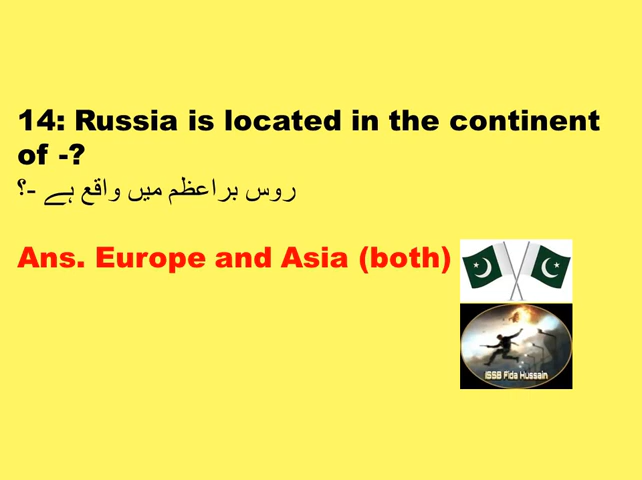 14: Russia is located in the continent
of -?
روس براعظم میں واقع ہے -؟
Ans. Europe and Asia (both)
ISSB Fida Hussain